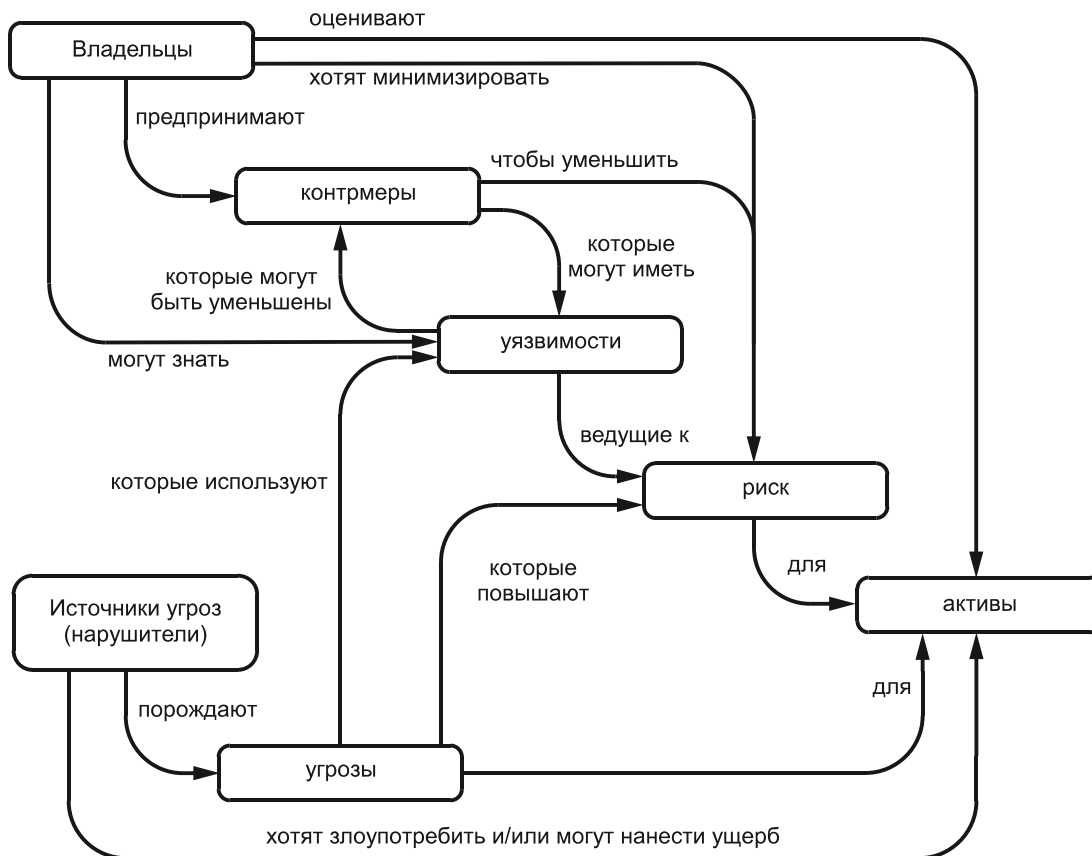 оценивают
Владельцы
хотят минимизировать
предпринимают
чтобы уменьшить
контрмеры
которые
могут иметь
которые могут
быть уменьшены
уязвимости
могут знать
ведущие к
которые используют
риск
которые
повышают
для
Источники угроз
(нарушители)
активы
для
порождают
угрозы
хотят злоупотребить и/или могут нанести ущерб